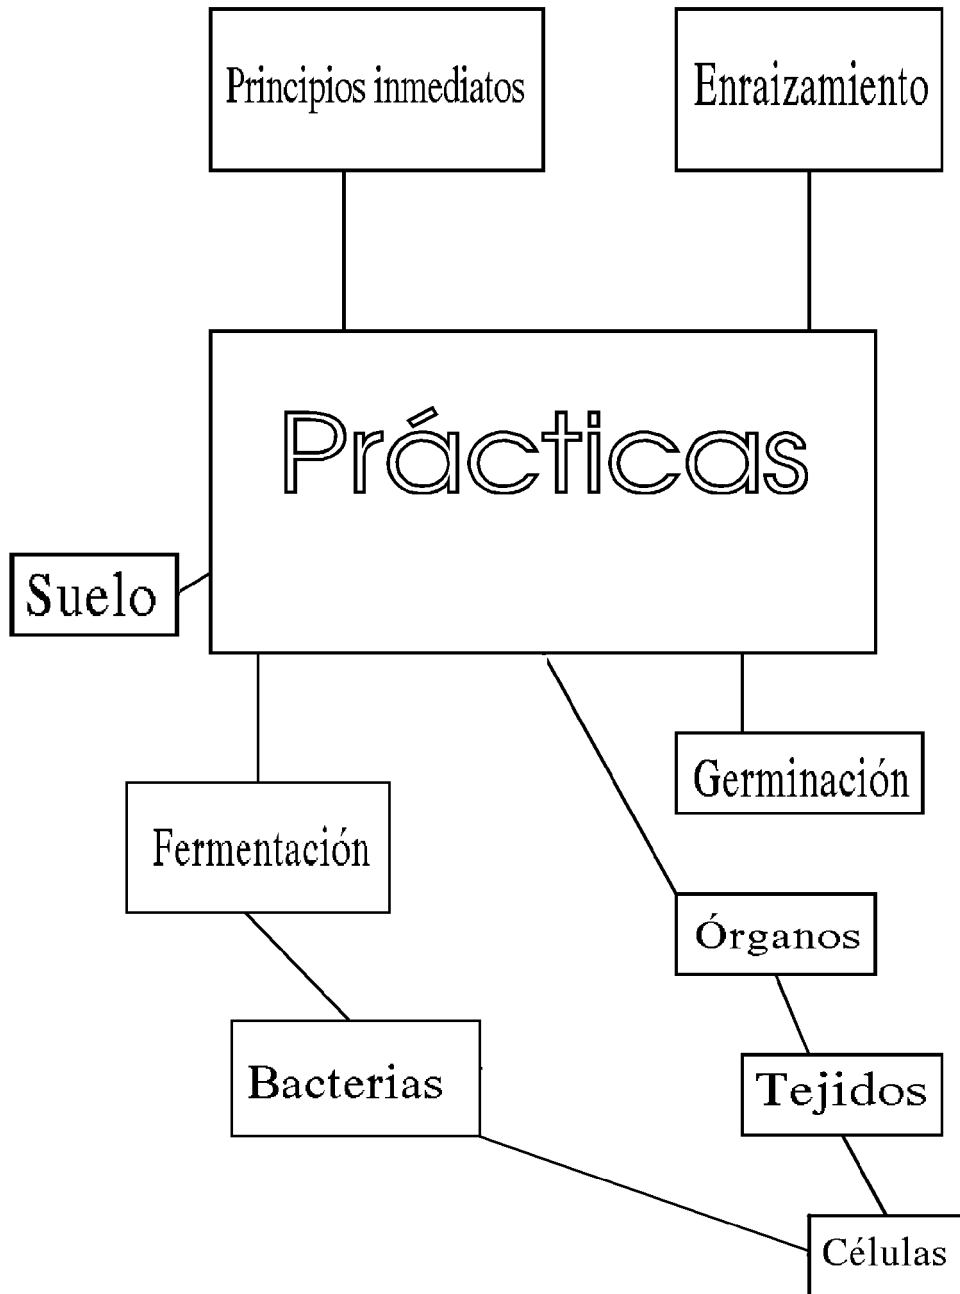 Principios inmediatos
Enraizamiento
Prácticas
Suelo
Germinación
Fermentación
Órganos
Bacterias
Tejidos
Células